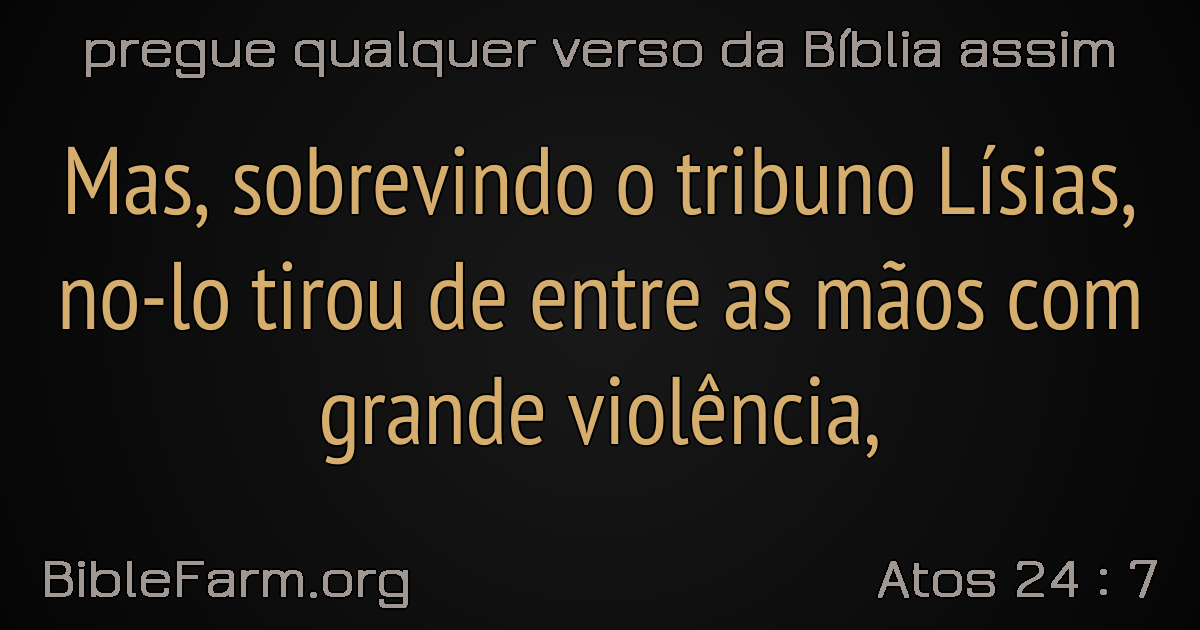 pregue qualquer verso da Bíblia assim
Mas, sobrevindo o tribuno Lísias,
no-lo tirou de entre as mãos com
grande violência,
BibleFarm.org
Atos 24 : 7